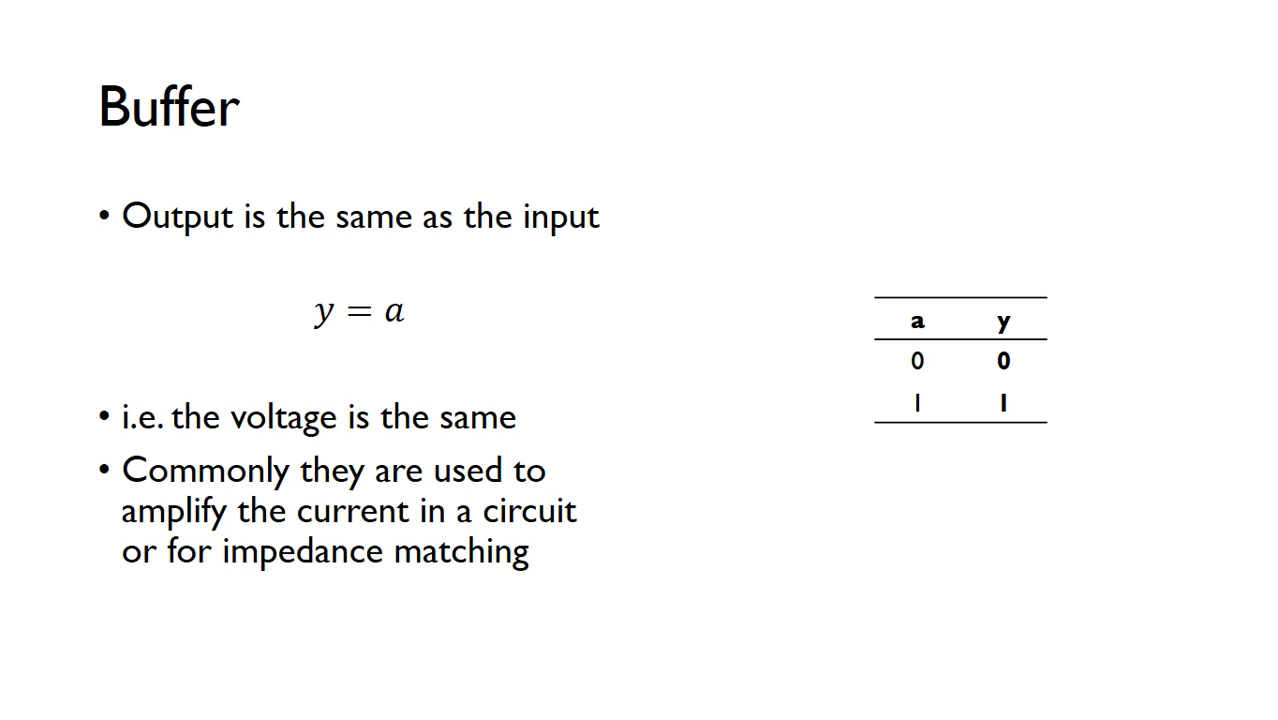 Buffer
• Output is the same as the input
y = a
• i.e. the voltage is the same
• Commonly they are used to
amplify the current in a circuit
or for impedance matching
a y
0 0
1 1